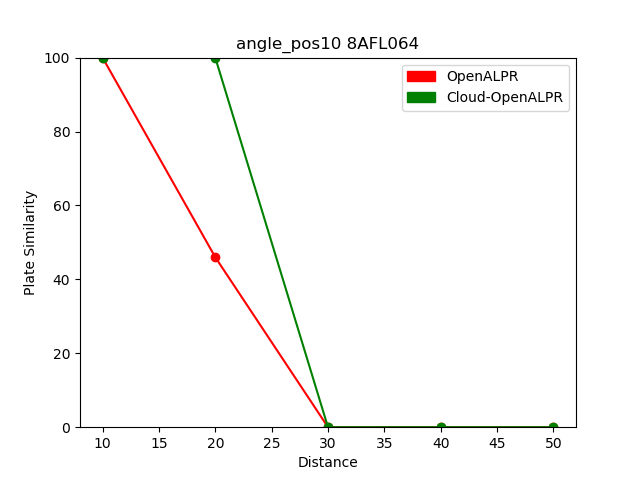 angle_pos10 8AFL064
OpenALPR
Cloud-OpenALPR
100
80
60
40
20
0
Plate Similarity
10 15 20 25 30 35 40 45 50
Distance